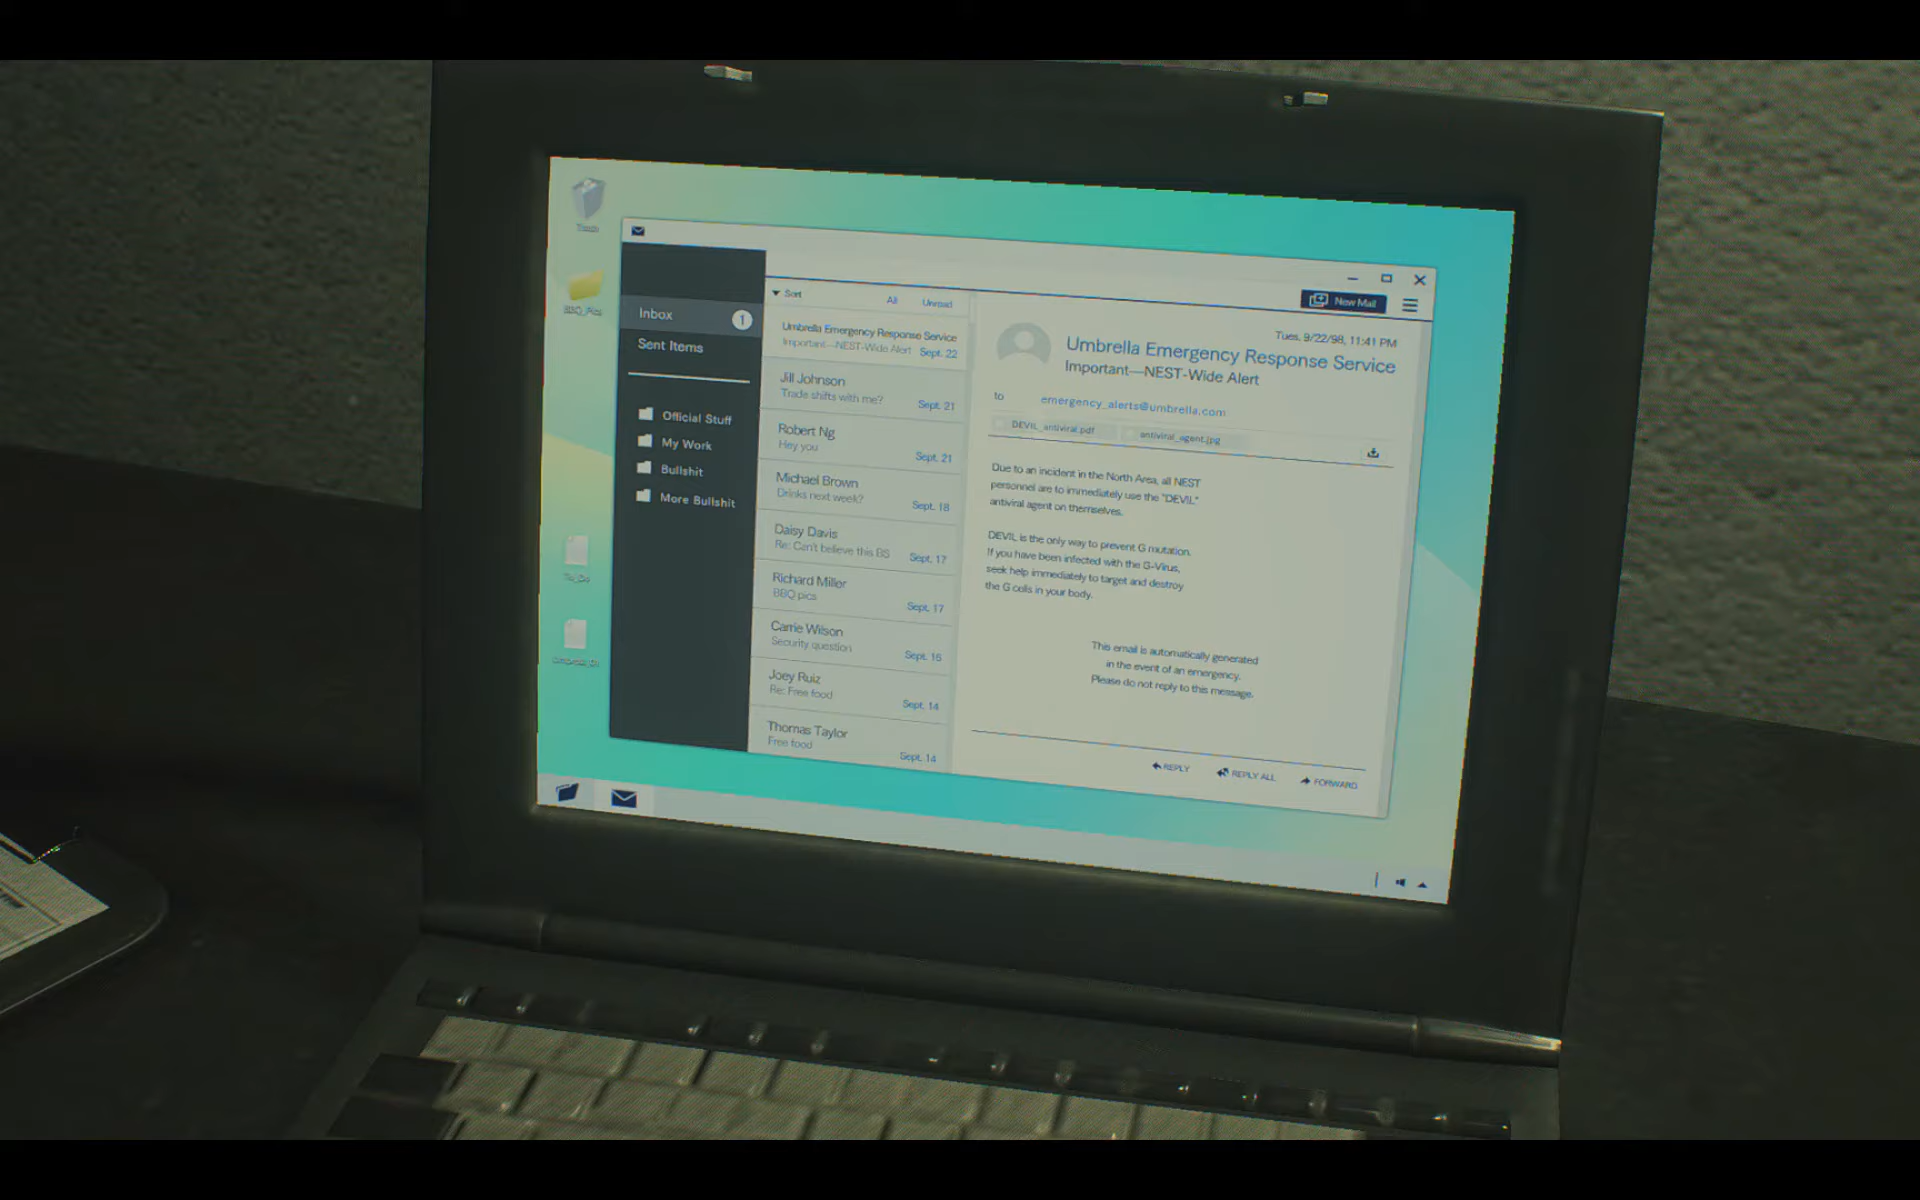 BBQ_Pics
Inbox
1
Sent Items
Official Stuff
My Work
Bullshit
More Bullshit
Sort
All
Unread
Umbrella Emergency Response Service
Important—NEST-Wide Alert
Sept. 22
Jill Johnson
Trade shifts with me?
Sept. 21
Robert Ng
Hey you
Sept. 21
Michael Brown
Drinks next week?
Sept. 18
Daisy Davis
Re: Can't believe this BS
Sept. 17
Richard Miller
BBQ pics
Sept. 17
Carrie Wilson
Security question
Sept. 15
Joey Ruiz
Re: Free food
Sept. 14
Thomas Taylor
Free food
Sept. 14
New Mail
Tues, 9/22/98, 11:41 PM
Umbrella Emergency Response Service
Important—NEST-Wide Alert
to emergency_alerts@umbrella.com
DEVIL_antiviral.pdf antiviral_agent.jpg
Due to an incident in the North Area, all NEST
personnel are to immediately use the "DEVIL"
antiviral agent on themselves.
DEVIL is the only way to prevent G mutation.
If you have been infected with the G-Virus,
seek help immediately to target and destroy
the G cells in your body.
This email is automatically generated
in the event of an emergency.
Please do not reply to this message.
REPLY
REPLY ALL
FORWARD